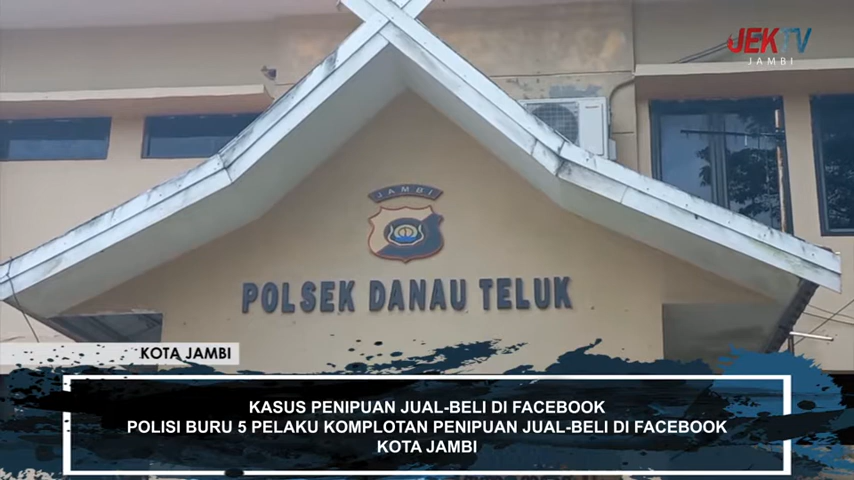 JEKTV
JAMBI
JAMBI
POLSEK DANAU TELUK
KOTA JAMBI
KASUS PENIPUAN JUAL-BELI DI FACEBOOK
POLISI BURU 5 PELAKU KOMPLOTAN PENIPUAN JUAL-BELI DI FACEBOOK
KOTA JAMBI